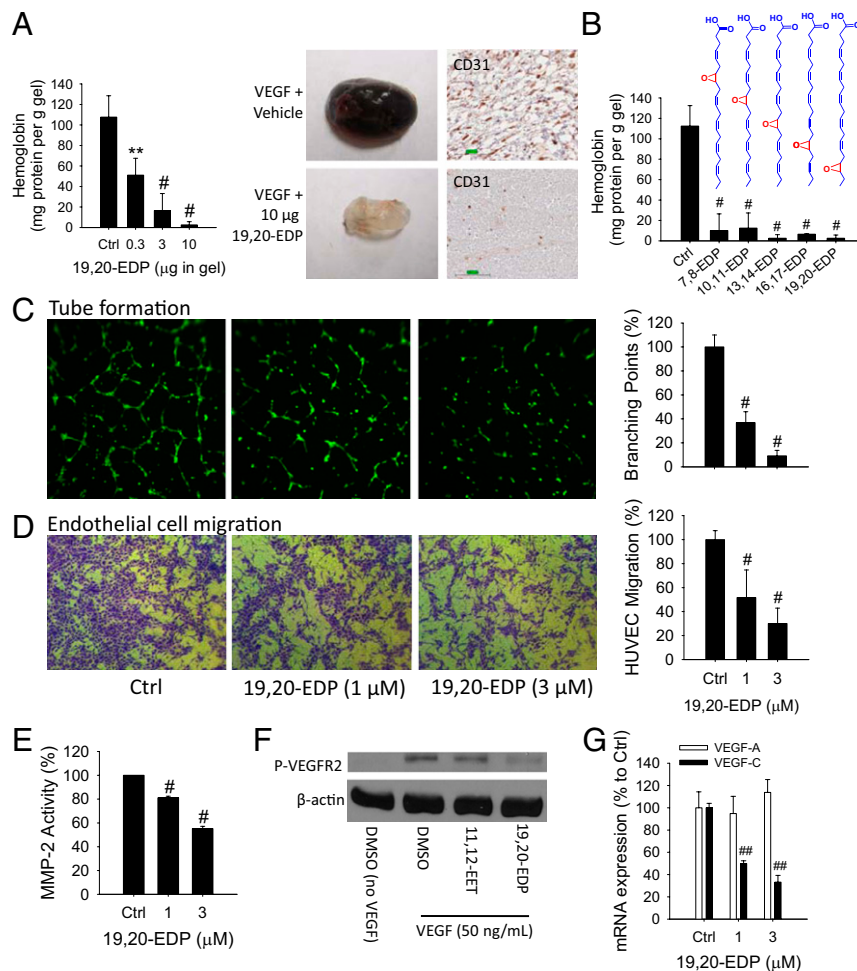 A
Hemoglobin
(mg protein per g gel)
140
120
100
80
60
40
20
0
**
#
#
Ctrl 0.3 3 10
19,20-EDP (µg in gel)
VEGF +
Vehicle
VEGF +
10 µg
19,20-EDP
CD31
CD31
B
Hemoglobin
(mg protein per g gel)
140
120
100
80
60
40
20
0
HO O
HO O
HO O
HO O
HO O
O
O
O
O
O
# # # # #
Ctrl
7,8-EDP
10,11-EDP
13,14-EDP
16,17-EDP
19,20-EDP
C Tube formation
Branching Points (%)
120
100
80
60
40
20
0
#
#
D Endothelial cell migration
Ctrl 19,20-EDP (1 µM) 19,20-EDP (3 µM)
HUVEC Migration (%)
120
100
80
60
40
20
0
#
#
Ctrl 1 3
19,20-EDP (µM)
E
MMP-2 Activity (%)
120
100
80
60
40
20
0
#
#
Ctrl 1 3
19,20-EDP (µM)
F
P-VEGFR2
β-actin
DMSO (no VEGF)
DMSO
11,12-EET
19,20-EDP
VEGF (50 ng/mL)
G
VEGF-A
VEGF-C
mRNA expression (% to Ctrl)
140
120
100
80
60
40
20
0
##
##
Ctrl 1 3
19,20-EDP (µM)